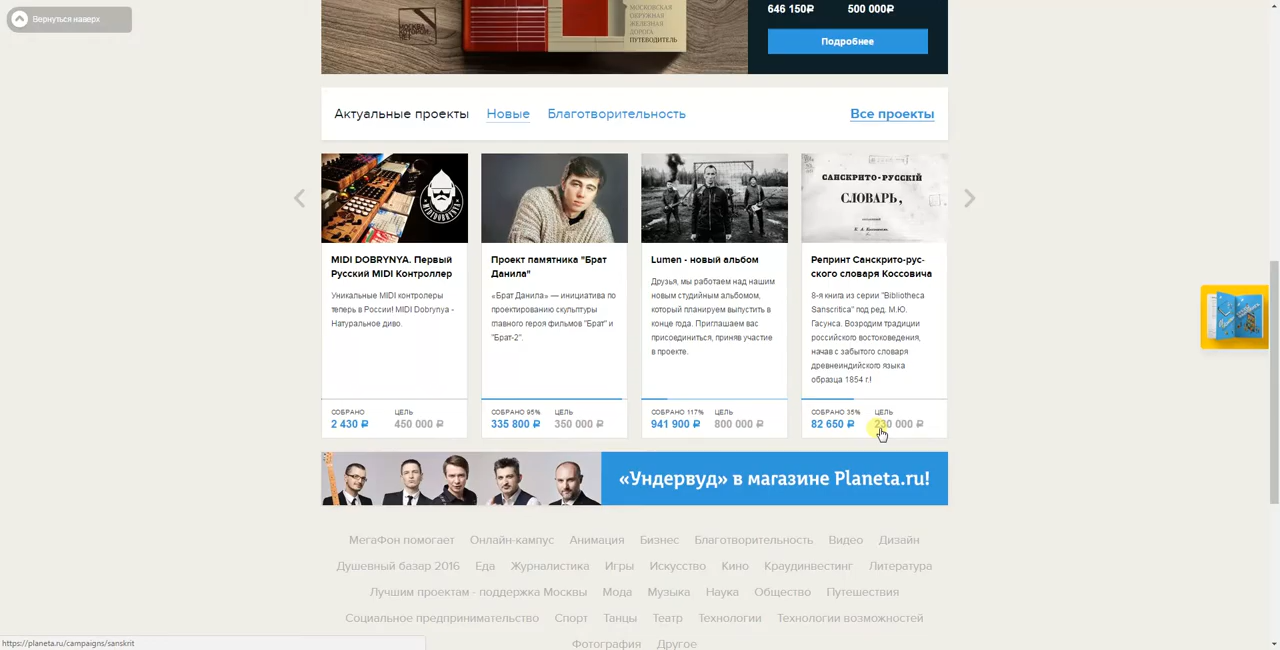 Вернуться наверх
МОСКВА КОТОРОЙ НЕТ
МОСКОВСКАЯ
ОКРУЖНАЯ
ЖЕЛЕЗНАЯ
ДОРОГА
ПУТЕВОДИТЕЛЬ
646 150₽ 500 000₽
Подробнее
Актуальные проекты Новые Благотворительность Все проекты
MIDIDOBRYNYA
MIDI DOBRYNYA. Первый
Русский MIDI Контроллер
Уникальные MIDI контролеры
теперь в России! MIDI Dobrynya -
Натуральное диво.
СОБРАНО ЦЕЛЬ
2 430 ₽ 450 000 ₽
Проект памятника "Брат
Данила"
«Брат Данила» — инициатива по
проектированию скульптуры
главного героя фильмов "Брат" и
"Брат-2".
СОБРАНО 95% ЦЕЛЬ
335 800 ₽ 350 000 ₽
Lumen - новый альбом
Друзья, мы работаем над нашим
новым студийным альбомом,
который планируем выпустить в
конце года. Приглашаем вас
присоединиться, приняв участие
в проекте.
СОБРАНО 117% ЦЕЛЬ
941 900 ₽ 800 000 ₽
САНСКРИТО-РУССКІЙ
СЛОВАРЬ,
Репринт Санскрито-рус-
ского словаря Коссовича
8-я книга из серии "Bibliotheca
Sanscritica" под ред. М.Ю.
Гасунса. Возродим традиции
российского востоковедения,
начав с забытого словаря
древнеиндийского языка
образца 1854 г.!
СОБРАНО 35% ЦЕЛЬ
82 650 ₽ 230 000 ₽
«Ундервуд» в магазине Planeta.ru!
МегаФон помогает Онлайн-кампус Анимация Бизнес Благотворительность Видео Дизайн
Душевный базар 2016 Еда Журналистика Игры Искусство Кино Краудинвестинг Литература
Лучшим проектам - поддержка Москвы Мода Музыка Наука Общество Путешествия
Социальное предпринимательство Спорт Танцы Театр Технологии Технологии возможностей
Фотография Другое
https://planeta.ru/campaigns/sanskrit